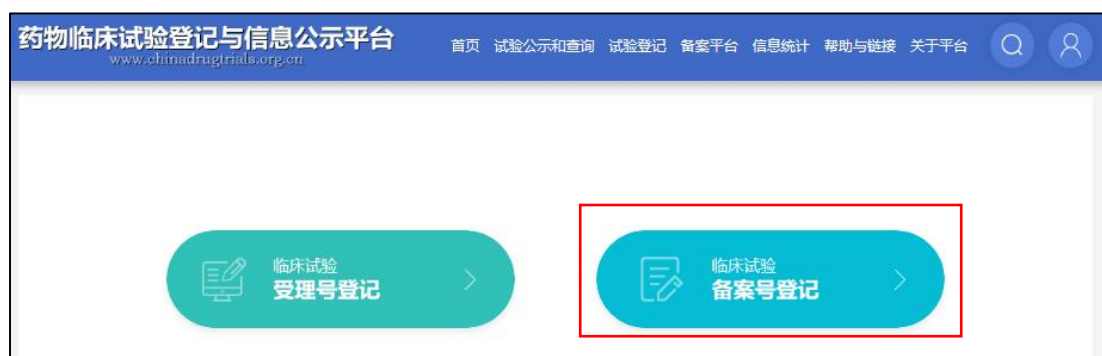 药物临床试验登记与信息公示平台
www.chinadrugtrials.org.cn
首页 试验公示和查询 试验登记 备案平台 信息统计 帮助与链接 关于平台
临床试验
受理号登记
临床试验
备案号登记